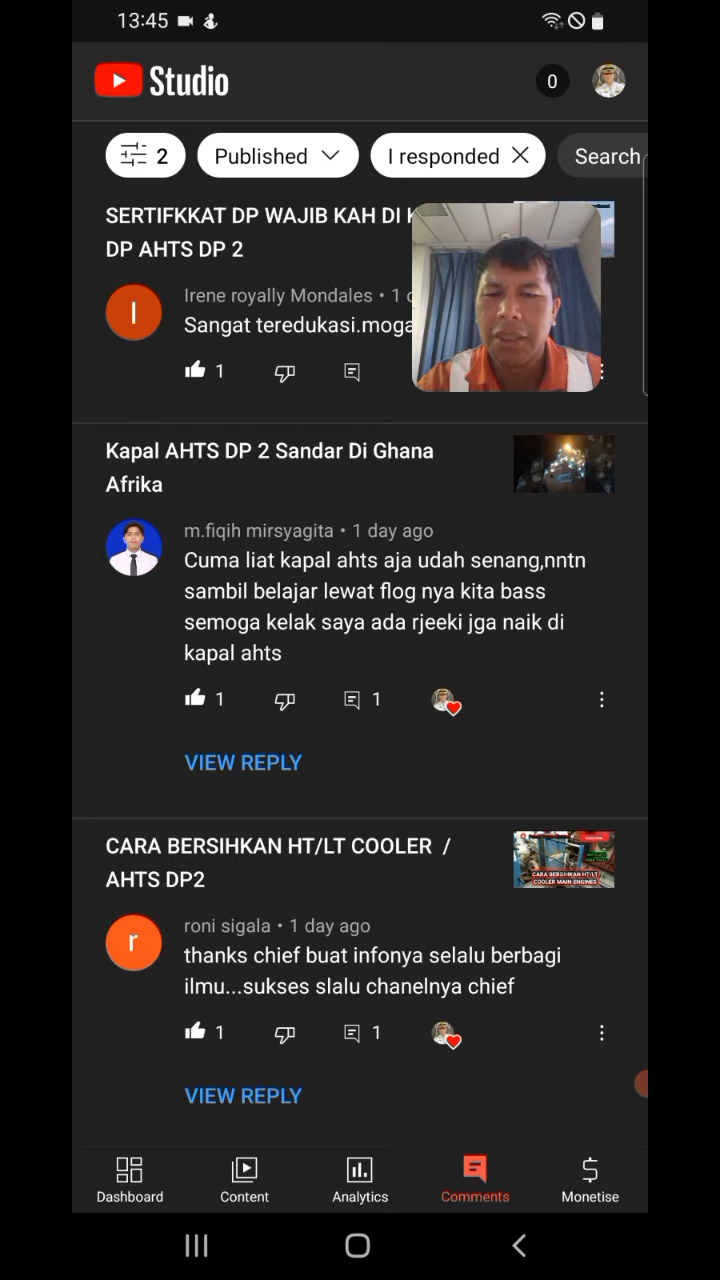 13:45
Studio
0
2
Published
I responded
Search
SERTIFKKAT DP WAJIB KAH DI
DP AHTS DP 2
Irene royally Mondales • 1
Sangat teredukasi.moga
1
Kapal AHTS DP 2 Sandar Di Ghana
Afrika
m.fiqih mirsyagita • 1 day ago
Cuma liat kapal ahts aja udah senang,nntn
sambil belajar lewat flog nya kita bass
semoga kelak saya ada rjeeki jga naik di
kapal ahts
1 1
VIEW REPLY
CARA BERSIHKAN HT/LT COOLER /
AHTS DP2
CARA BERSIHKAN HT/LT
COOLER MAIN ENGINES
roni sigala • 1 day ago
thanks chief buat infonya selalu berbagi
ilmu...sukses slalu chanelnya chief
1 1
VIEW REPLY
Dashboard Content Analytics Comments Monetise